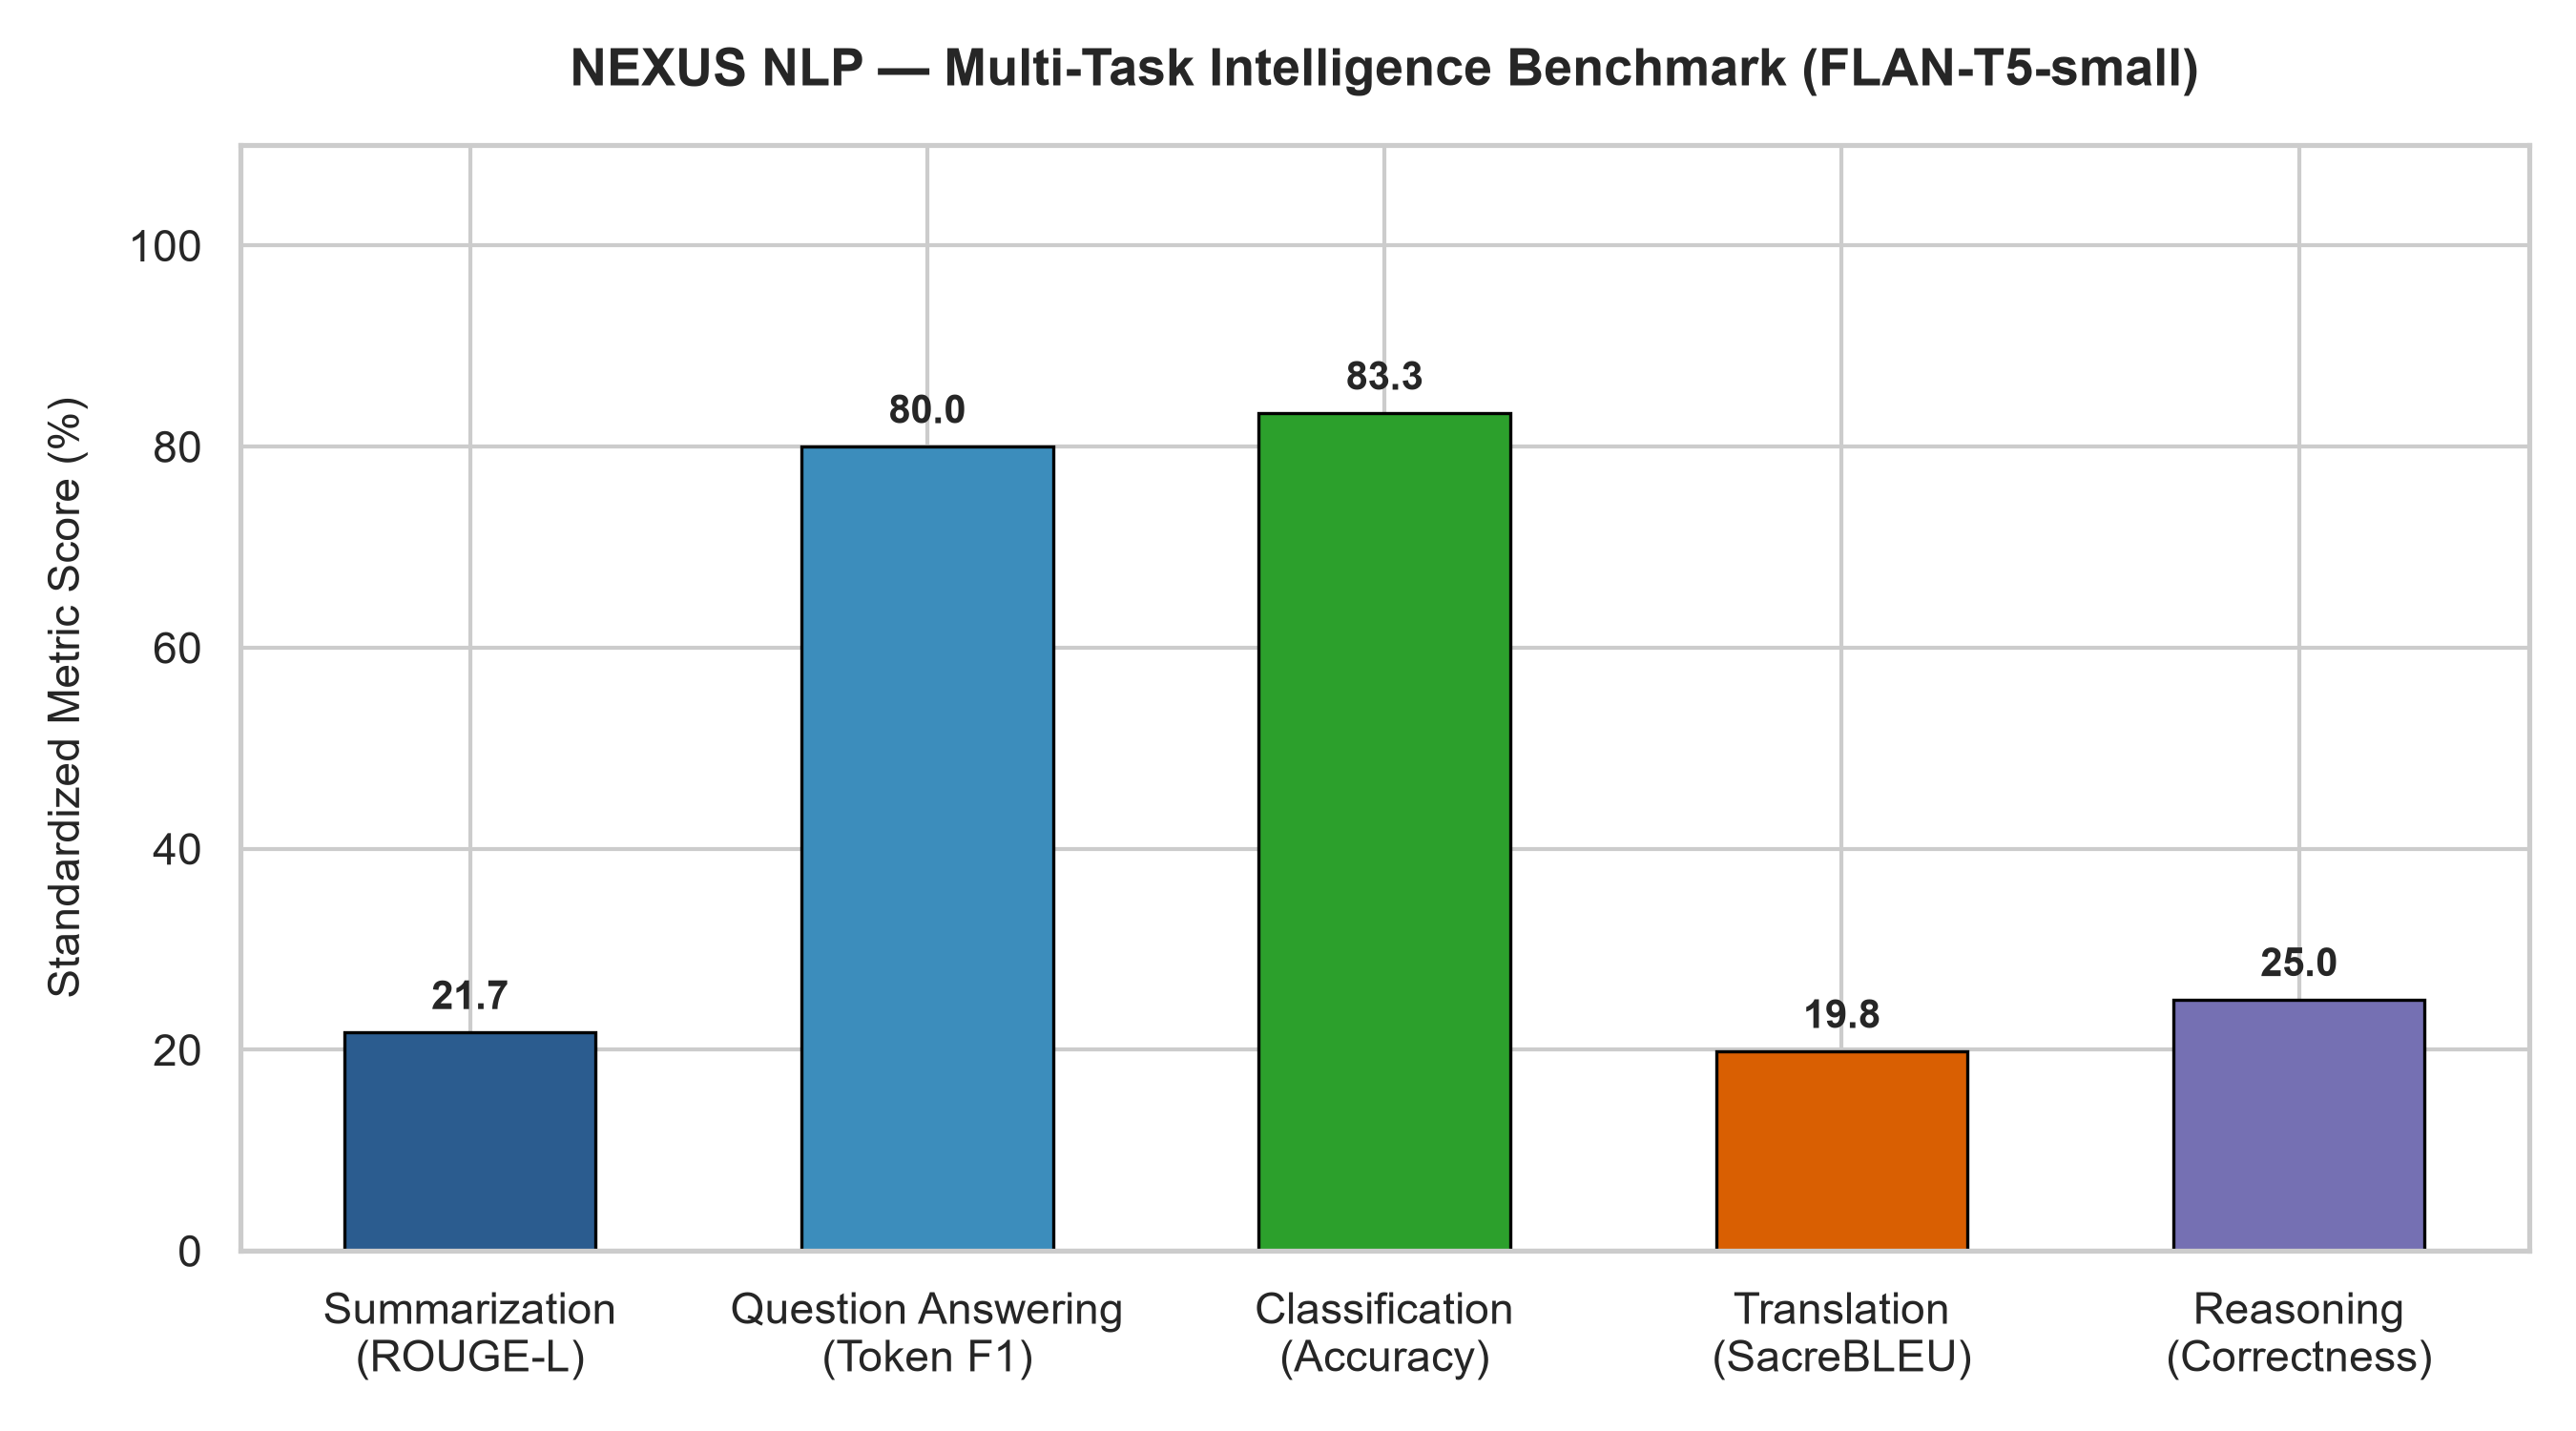 NEXUS NLP — Multi-Task Intelligence Benchmark (FLAN-T5-small)
Standardized Metric Score (%)
100
80
60
40
20
0
21.7
80.0
83.3
19.8
25.0
Summarization
(ROUGE-L)
Question Answering
(Token F1)
Classification
(Accuracy)
Translation
(SacreBLEU)
Reasoning
(Correctness)